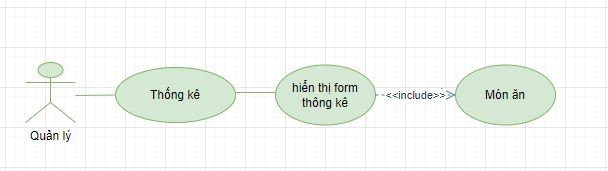 Quản lý
Thống kê
hiển thị form
thông kê
<<include>>
Món ăn